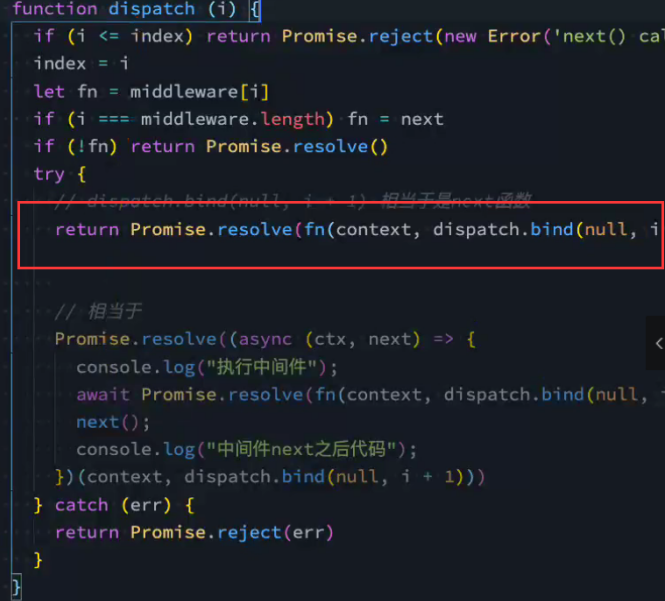 function dispatch (i) {
if (i <= index) return Promise.reject(new Error('next() cal
index = i
let fn = middleware[i]
if (i === middleware.length) fn = next
if (!fn) return Promise.resolve()
try {
// dispatch.bind(null, i + 1) 相当于是next函数
return Promise.resolve(fn(context, dispatch.bind(null, i
// 相当于
Promise.resolve((async (ctx, next) => {
console.log("执行中间件");
await Promise.resolve(fn(context, dispatch.bind(null, i
next();
console.log("中间件next之后代码");
})(context, dispatch.bind(null, i + 1)))
} catch (err) {
return Promise.reject(err)
}
}